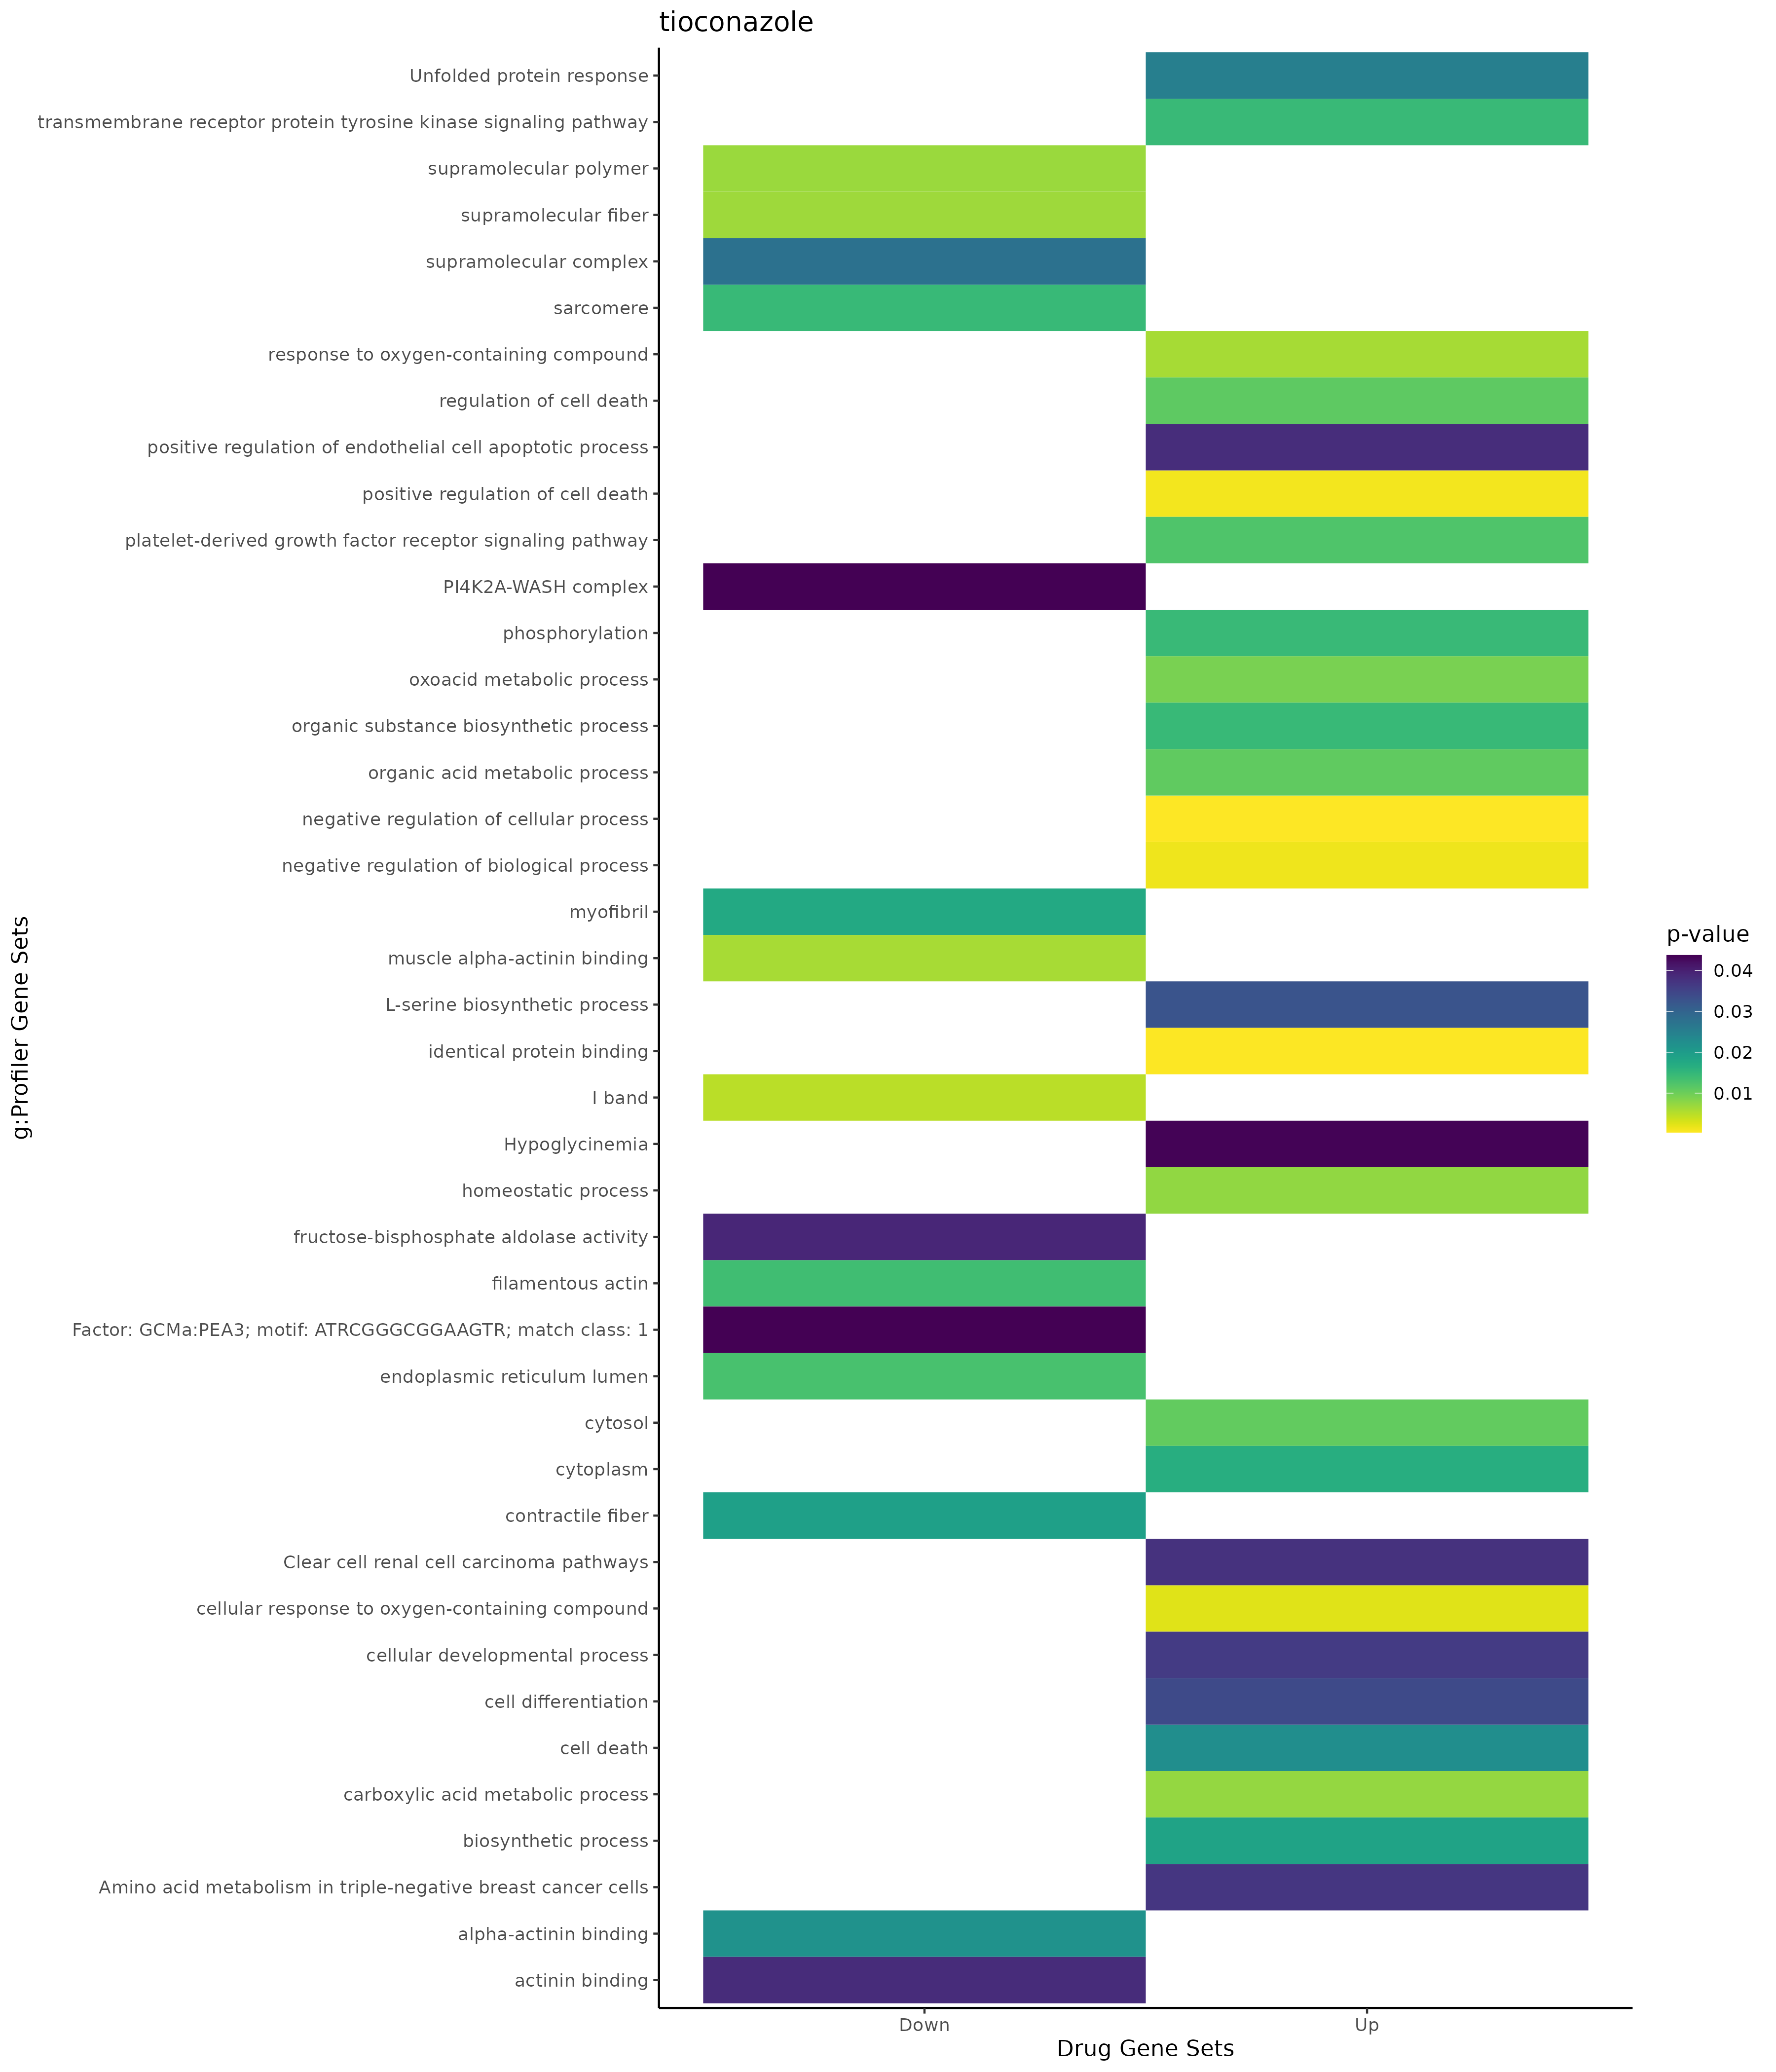 tioconazole
Unfolded protein response
transmembrane receptor protein tyrosine kinase signaling pathway
supramolecular polymer
supramolecular fiber
supramolecular complex
sarcomere
response to oxygen-containing compound
regulation of cell death
positive regulation of endothelial cell apoptotic process
positive regulation of cell death
platelet-derived growth factor receptor signaling pathway
PI4K2A-WASH complex
phosphorylation
oxoacid metabolic process
organic substance biosynthetic process
organic acid metabolic process
negative regulation of cellular process
negative regulation of biological process
myofibril
muscle alpha-actinin binding
L-serine biosynthetic process
identical protein binding
I band
Hypoglycinemia
homeostatic process
fructose-bisphosphate aldolase activity
filamentous actin
Factor: GCMa:PEA3; motif: ATRCGGGCGGAAGTR; match class: 1
endoplasmic reticulum lumen
cytosol
cytoplasm
contractile fiber
Clear cell renal cell carcinoma pathways
cellular response to oxygen-containing compound
cellular developmental process
cell differentiation
cell death
carboxylic acid metabolic process
biosynthetic process
Amino acid metabolism in triple-negative breast cancer cells
alpha-actinin binding
actinin binding
g:Profiler Gene Sets
Down
Up
Drug Gene Sets
p-value
0.04
0.03
0.02
0.01